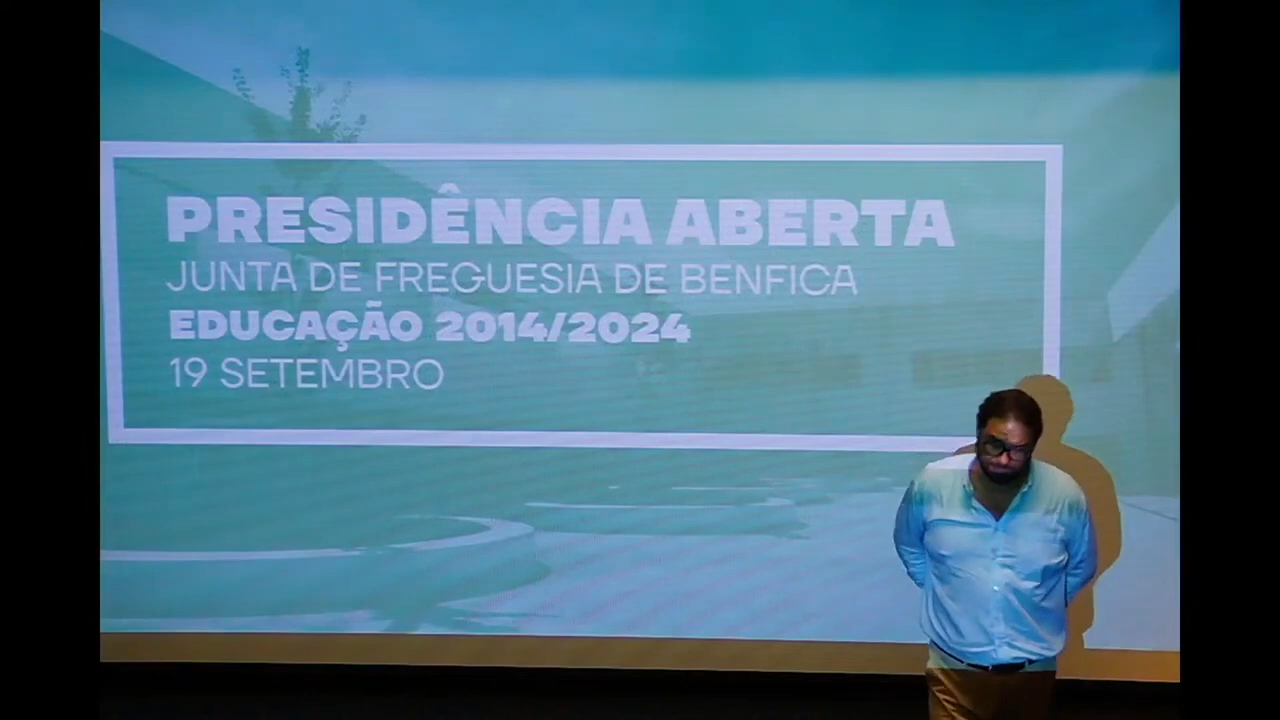 PRESIDÊNCIA ABERTA
JUNTA DE FREGUESIA DE BENFICA
EDUCAÇÃO 2014/2024
19 SETEMBRO